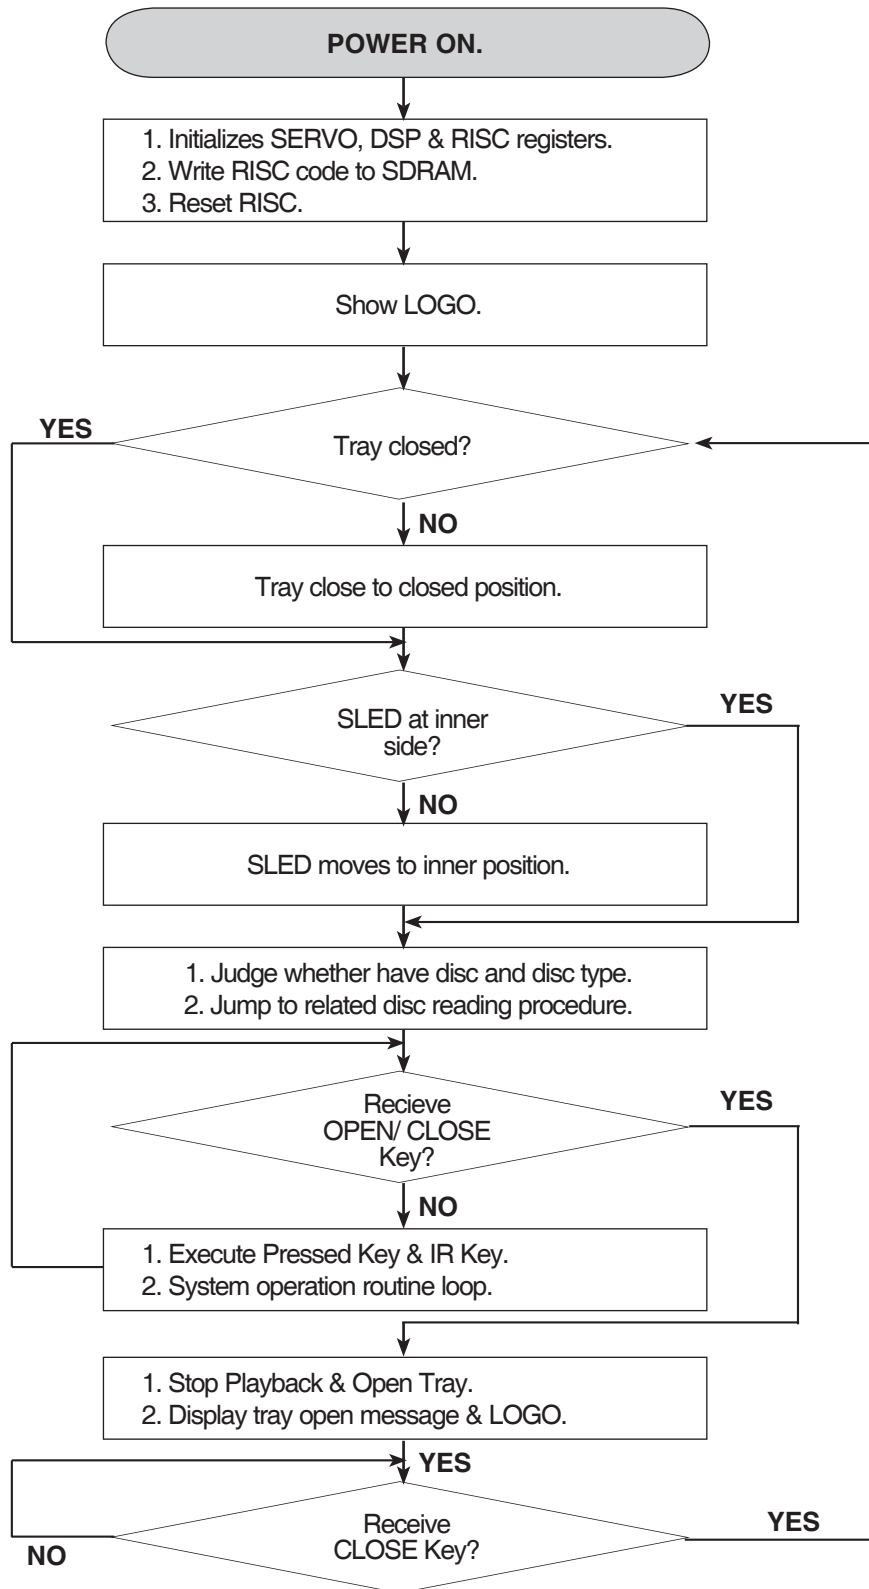 POWER ON.
1. Initializes SERVO, DSP & RISC registers.
2. Write RISC code to SDRAM.
3. Reset RISC.
Show LOGO.
YES
Tray closed?
NO
Tray close to closed position.
SLED at inner
side?
YES
NO
SLED moves to inner position.
1. Judge whether have disc and disc type.
2. Jump to related disc reading procedure.
Recieve
OPEN/ CLOSE
Key?
YES
NO
1. Execute Pressed Key & IR Key.
2. System operation routine loop.
1. Stop Playback & Open Tray.
2. Display tray open message & LOGO.
YES
Receive
CLOSE Key?
YES
NO